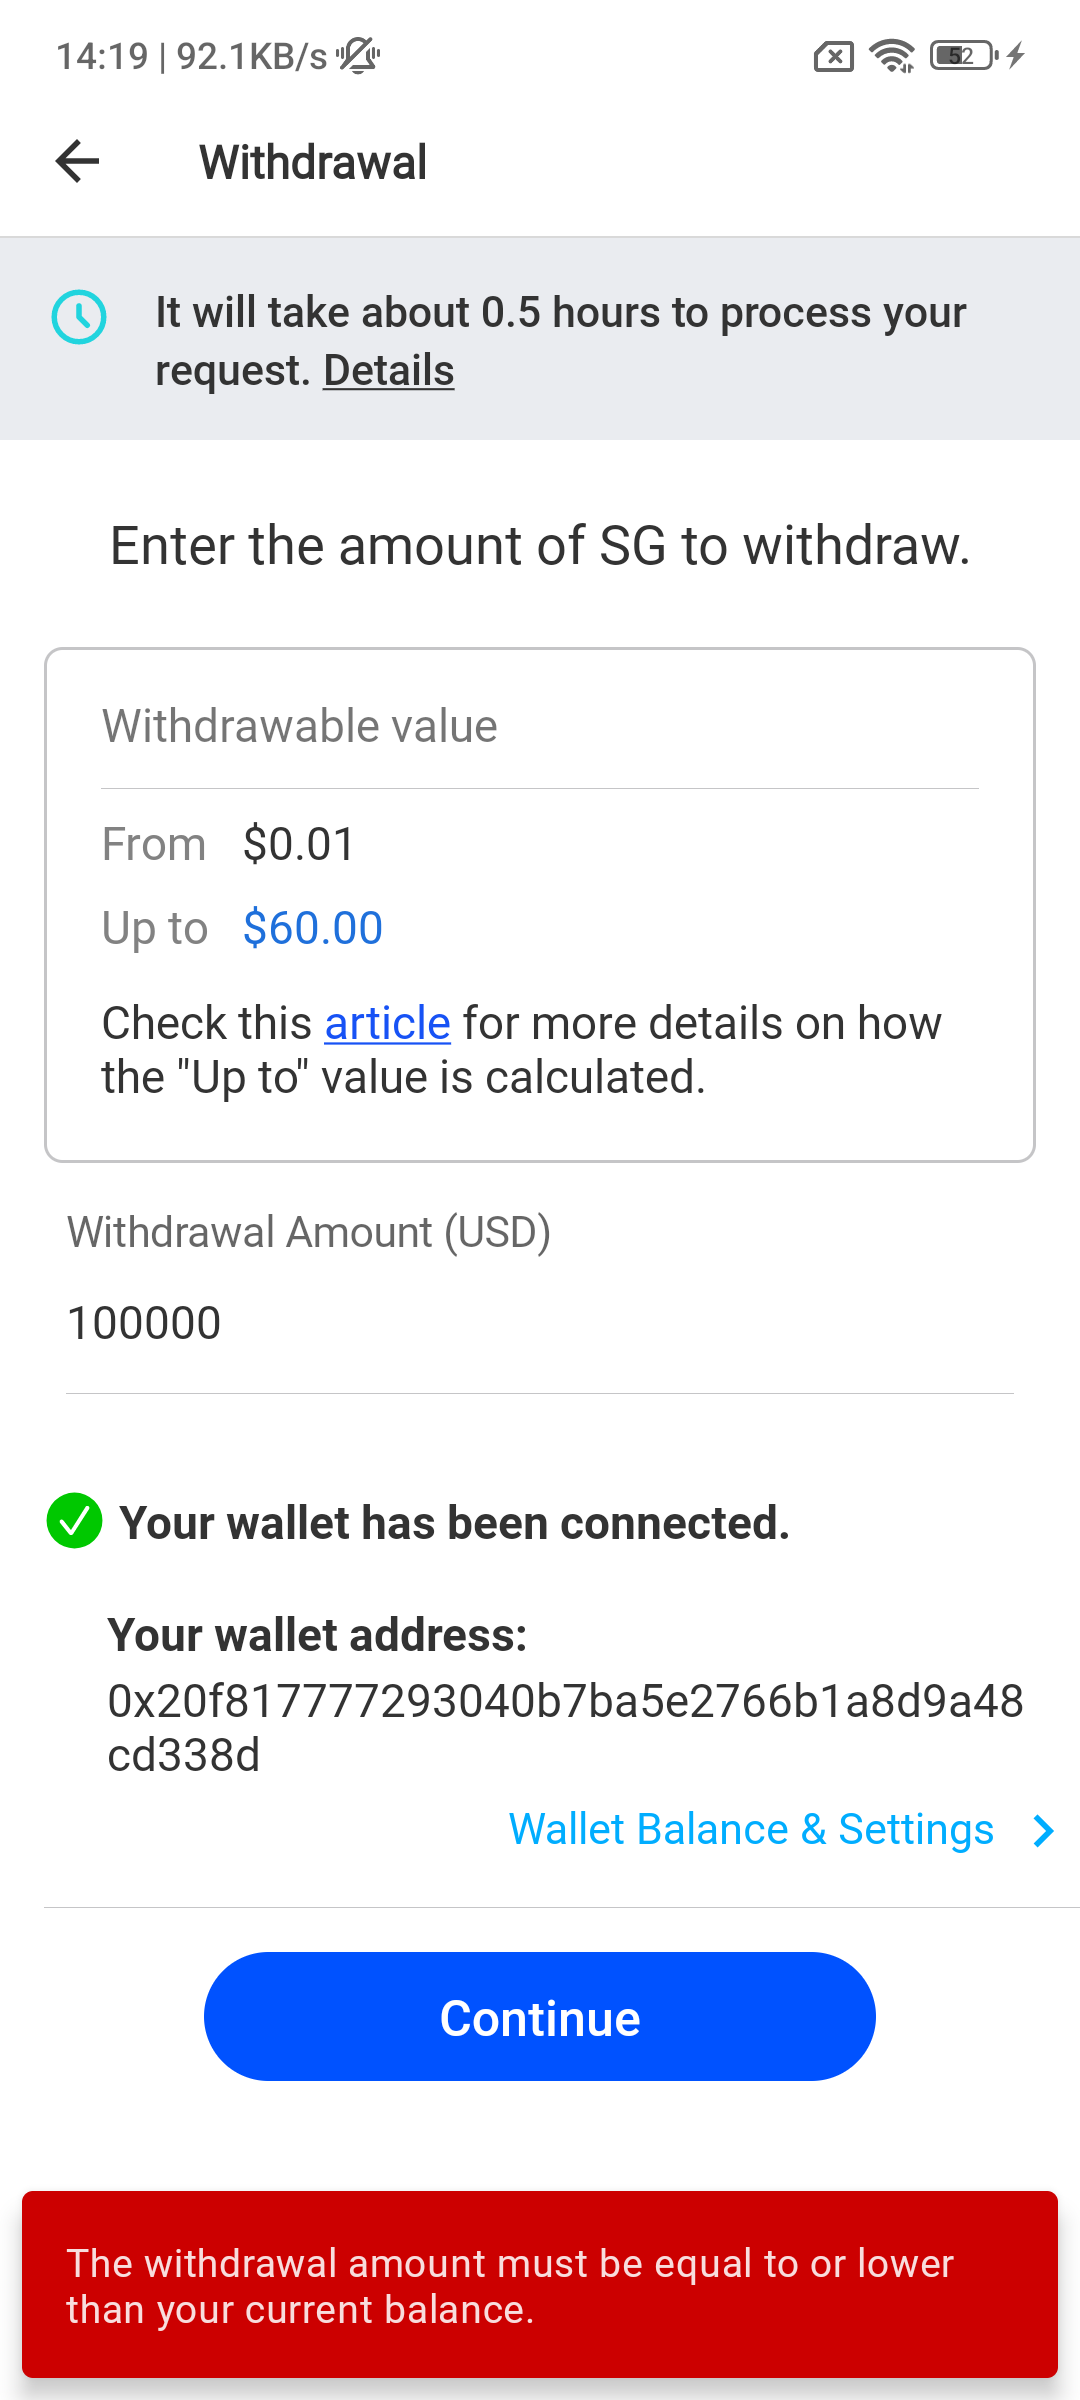 14:19 | 92.1KB/s
52
Withdrawal
It will take about 0.5 hours to process your
request. Details
Enter the amount of SG to withdraw.
Withdrawable value
From $0.01
Up to $60.00
Check this article for more details on how
the "Up to" value is calculated.
Withdrawal Amount (USD)
100000
Your wallet has been connected.
Your wallet address:
0x20f817777293040b7ba5e2766b1a8d9a48
cd338d
Wallet Balance & Settings
Continue
The withdrawal amount must be equal to or lower
than your current balance.